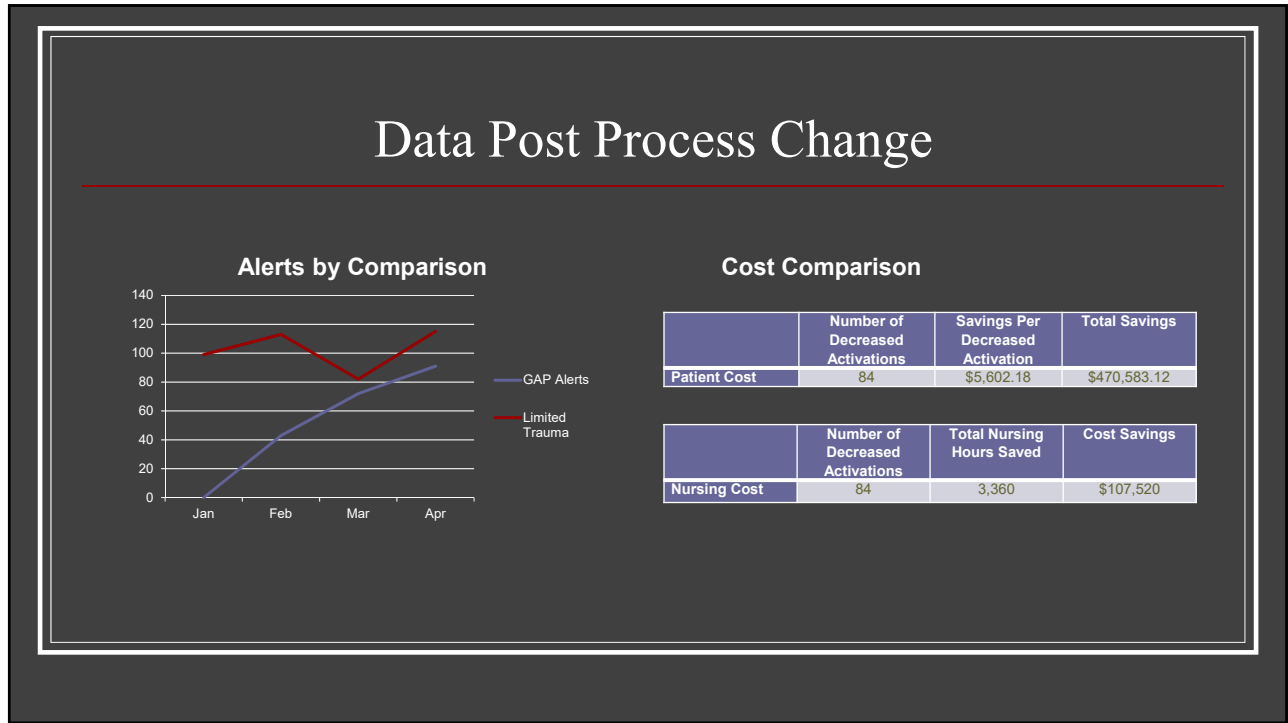 Data Post Process Change
Alerts by Comparison
140
120
100
80
60
40
20
0
Jan Feb Mar Apr
GAP Alerts
Limited
Trauma
Cost Comparison
Number of Savings Per Total Savings
Decreased Decreased
Activations Activation
Patient Cost 84 $5,602.18 $470,583.12
Number of Total Nursing Cost Savings
Decreased Hours Saved
Activations
Nursing Cost 84 3,360 $107,520